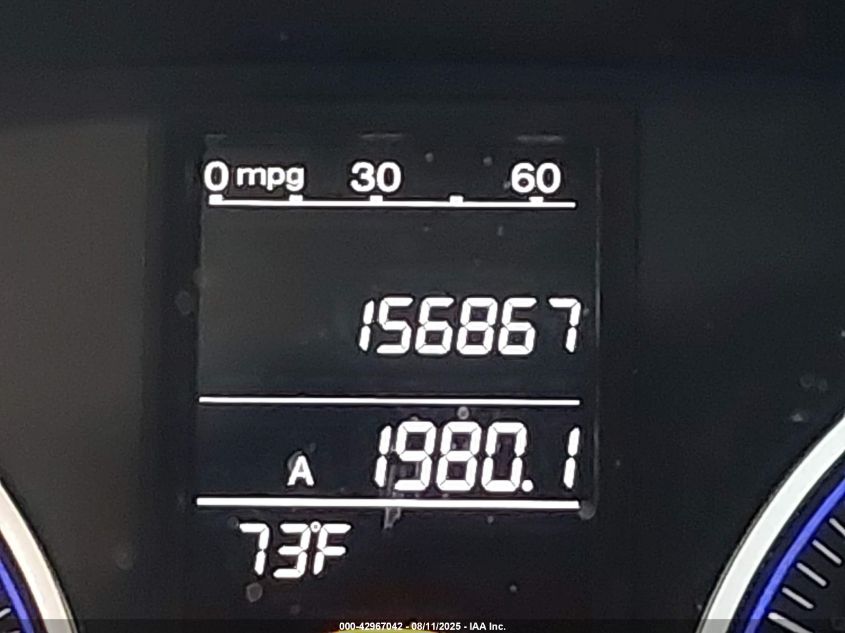 0 mpg 30 60
156867
A 1980.1
73°F
000-42967042 - 08/11/2025 - IAA Inc.